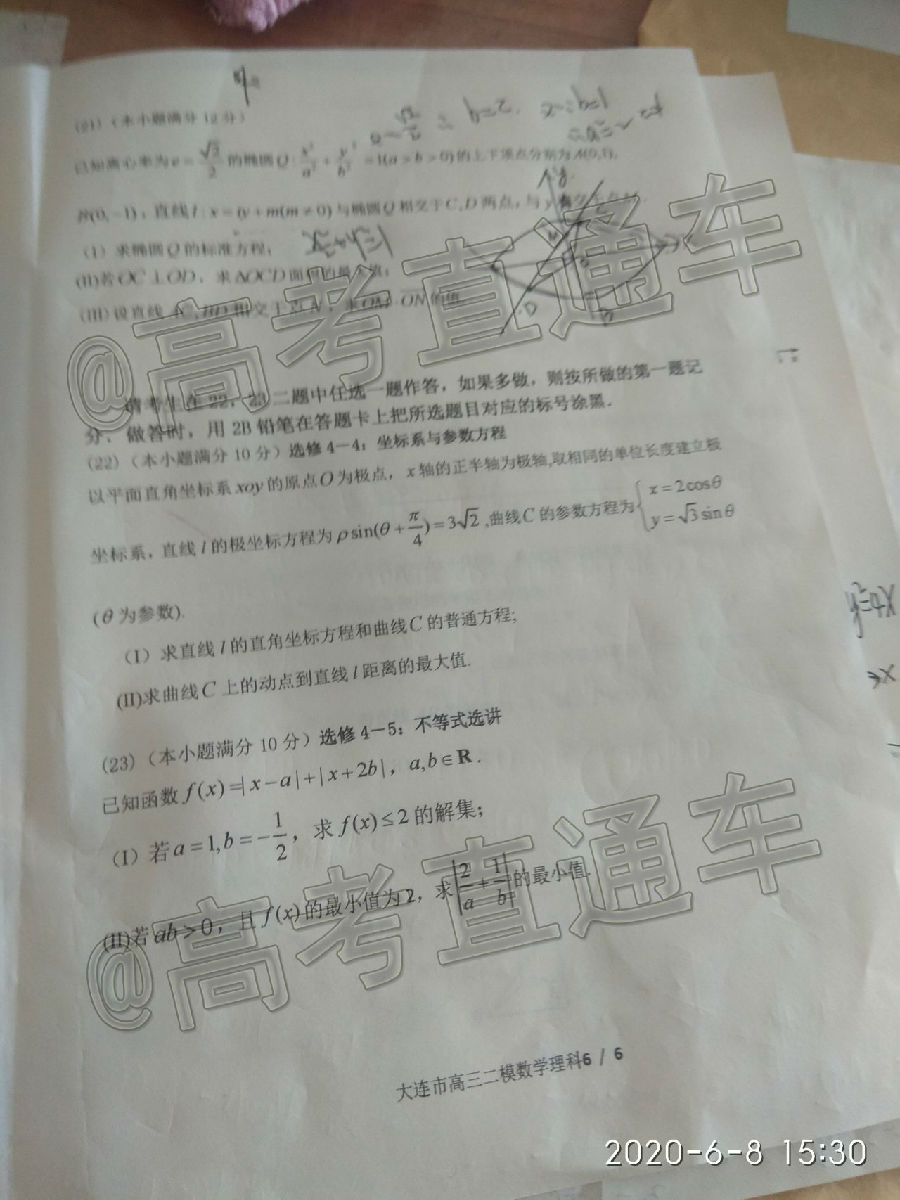 (21)(本小题满分12分)
已知离心率为e=√3/2 的椭圆Q:x²/a²+y²/b²=1(a>b>0)的上下顶点分别为A(0,1),
B(0,-1),直线l:x=ty+m(m≠0)与椭圆Q相交于C,D两点,与y
(I)求椭圆Q的标准方程;
(II)若OC⊥OD,求ΔOCD面积的最小值;
(III)设直线 相交于点N,求 ON的值.
请考生在22,23二题中任选一题作答,如果多做,则按所做的第一题记
分.做答时,用2B铅笔在答题卡上把所选题目对应的标号涂黑.
(22)(本小题满分10分)选修4-4:坐标系与参数方程
以平面直角坐标系xoy的原点O为极点,x轴的正半轴为极轴,取相同的单位长度建立极
坐标系,直线l的极坐标方程为ρsin(θ+π/4)=3√2,曲线C的参数方程为{x=2cosθ
y=√3sinθ
(θ为参数).
(I)求直线l的直角坐标方程和曲线C的普通方程;
(II)求曲线C上的动点到直线l距离的最大值.
(23)(本小题满分10分)选修4-5:不等式选讲
已知函数f(x)=|x-a|+|x+2b|,a,b∈R.
(I)若a=1,b=-1/2,求f(x)≤2的解集;
(II)若ab>0,且f(x)的最小值为2,求|2/a+1/b|的最小值.
大连市高三二模数学理科6 / 6
y²=4x
@高考直通车
@高考直通车
2020-6-8 15:30